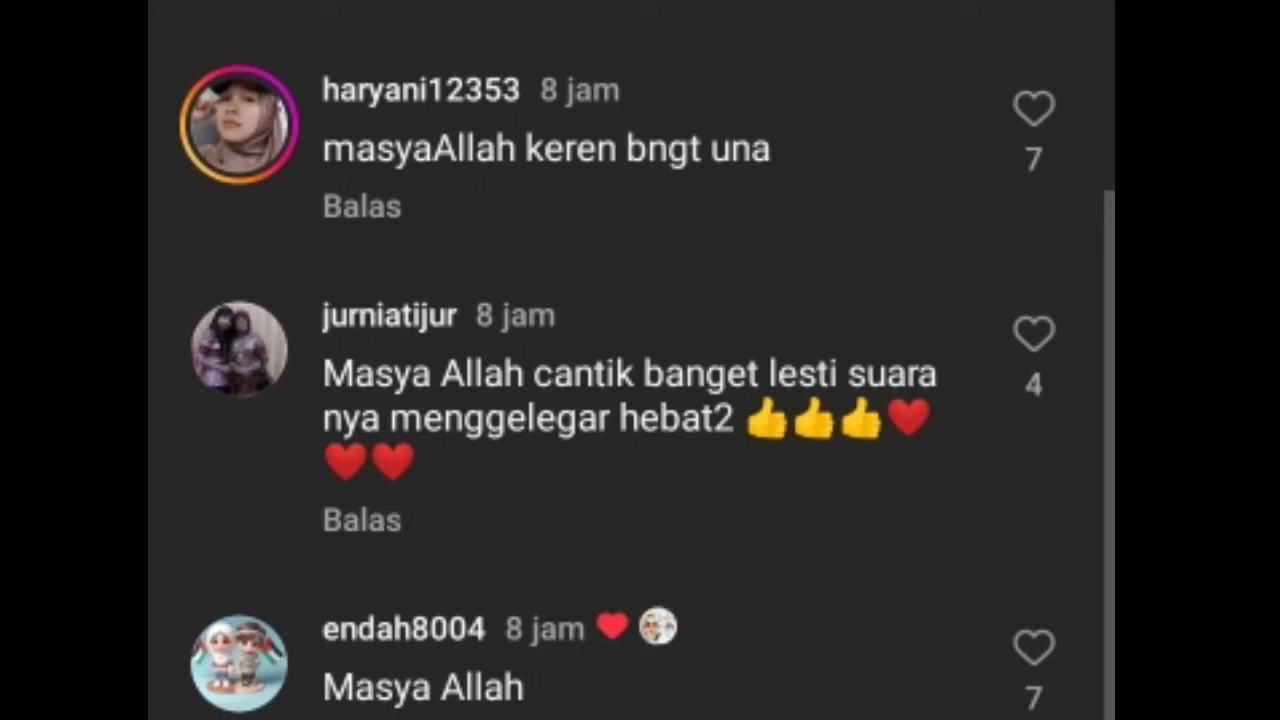 haryani12353 8 jam
masyaAllah keren bngt una
7
Balas
jurniatijur 8 jam
Masya Allah cantik banget lesti suara
nya menggelegar hebat2 👍👍👍❤️
❤️❤️
4
Balas
endah8004 8 jam ❤️
Masya Allah
7